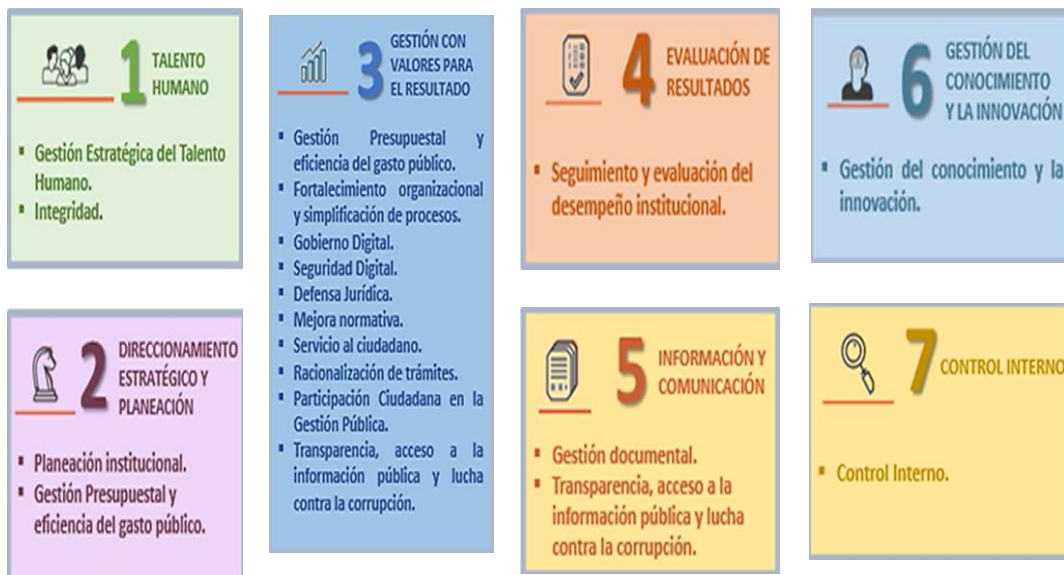 1
TALENTO
HUMANO
▪ Gestión Estratégica del Talento
Humano.
▪ Integridad.
2
DIRECCIONAMIENTO
ESTRATÉGICO Y
PLANEACIÓN
▪ Planeación institucional.
▪ Gestión Presupuestal y
eficiencia del gasto público.
3
GESTIÓN CON
VALORES PARA
EL RESULTADO
▪ Gestión Presupuestal y
eficiencia del gasto público.
▪ Fortalecimiento organizacional
y simplificación de procesos.
▪ Gobierno Digital.
▪ Seguridad Digital.
▪ Defensa Jurídica.
▪ Mejora normativa.
▪ Servicio al ciudadano.
▪ Racionalización de trámites.
▪ Participación Ciudadana en la
Gestión Pública.
▪ Transparencia, acceso a la
información pública y lucha
contra la corrupción.
4
EVALUACIÓN DE
RESULTADOS
▪ Seguimiento y evaluación del
desempeño institucional.
5
INFORMACIÓN Y
COMUNICACIÓN
▪ Gestión documental.
▪ Transparencia, acceso a la
información pública y lucha
contra la corrupción.
6
GESTIÓN DEL
CONOCIMIENTO
Y LA INNOVACIÓN
▪ Gestión del conocimiento y la
innovación.
7
CONTROL INTERNO
▪ Control Interno.